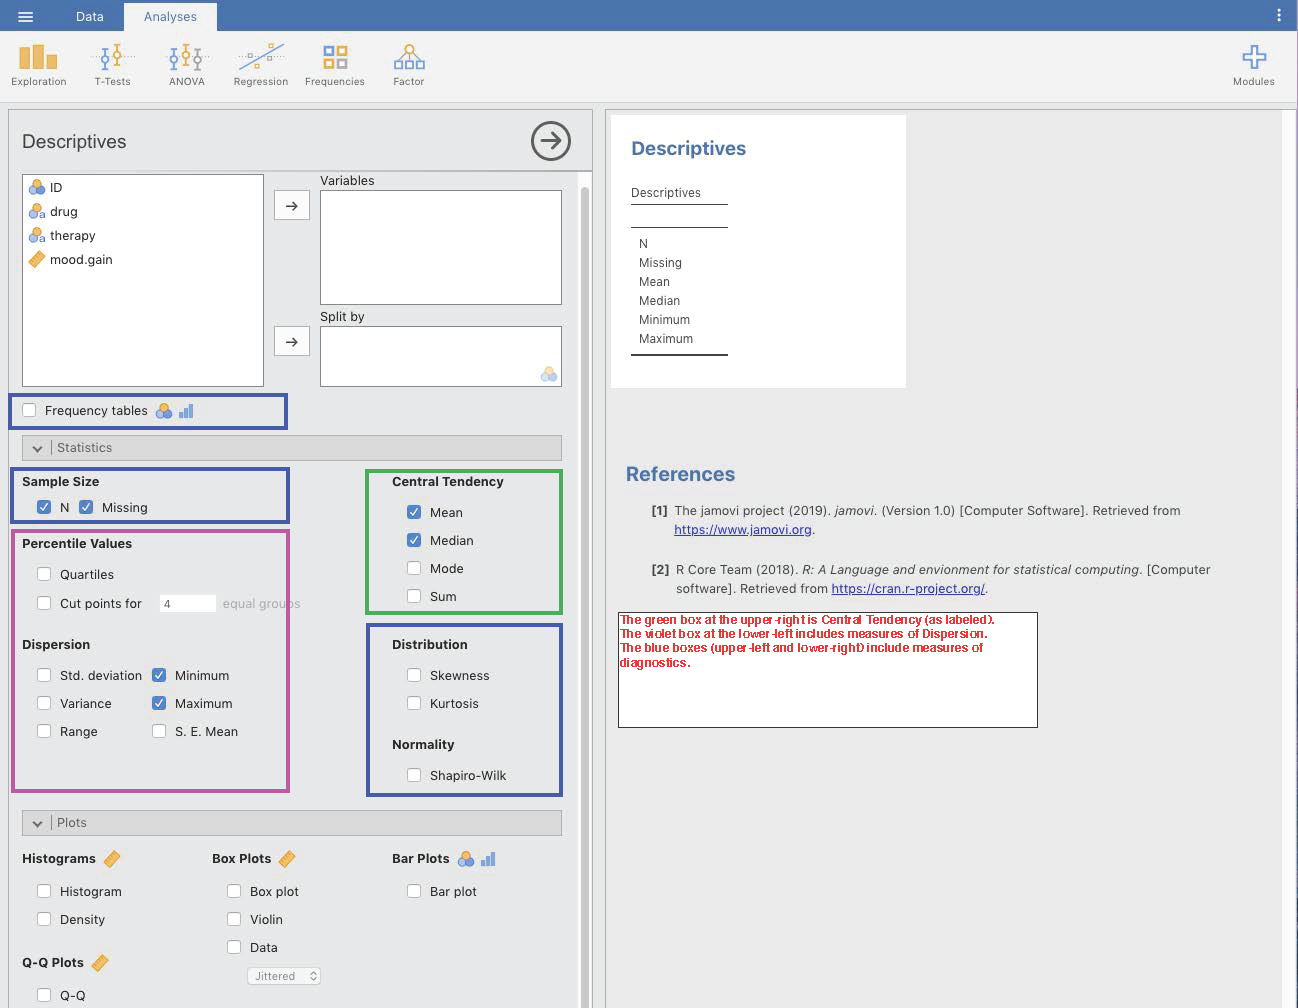 Data Analyses
Exploration T-Tests ANOVA Regression Frequencies Factor Modules
Descriptives
ID
drug
therapy
mood.gain
Variables
Split by
Frequency tables
Statistics
Sample Size
N Missing
Percentile Values
Quartiles
Cut points for 4 equal groups
Dispersion
Std. deviation Minimum
Variance Maximum
Range S. E. Mean
Central Tendency
Mean
Median
Mode
Sum
Distribution
Skewness
Kurtosis
Normality
Shapiro-Wilk
Plots
Histograms
Histogram
Density
Q-Q Plots
Q-Q
Box Plots
Box plot
Violin
Data
Jittered
Bar Plots
Bar plot
Descriptives
Descriptives
N
Missing
Mean
Median
Minimum
Maximum
References
[1] The jamovi project (2019). jamovi. (Version 1.0) [Computer Software]. Retrieved from
https://www.jamovi.org.
[2] R Core Team (2018). R: A Language and envionment for statistical computing. [Computer
software]. Retrieved from https://cran.r-project.org/.
The green box at the upper-right is Central Tendency (as labeled).
The violet box at the lower-left includes measures of Dispersion.
The blue boxes (upper-left and lower-right) include measures of
diagnostics.